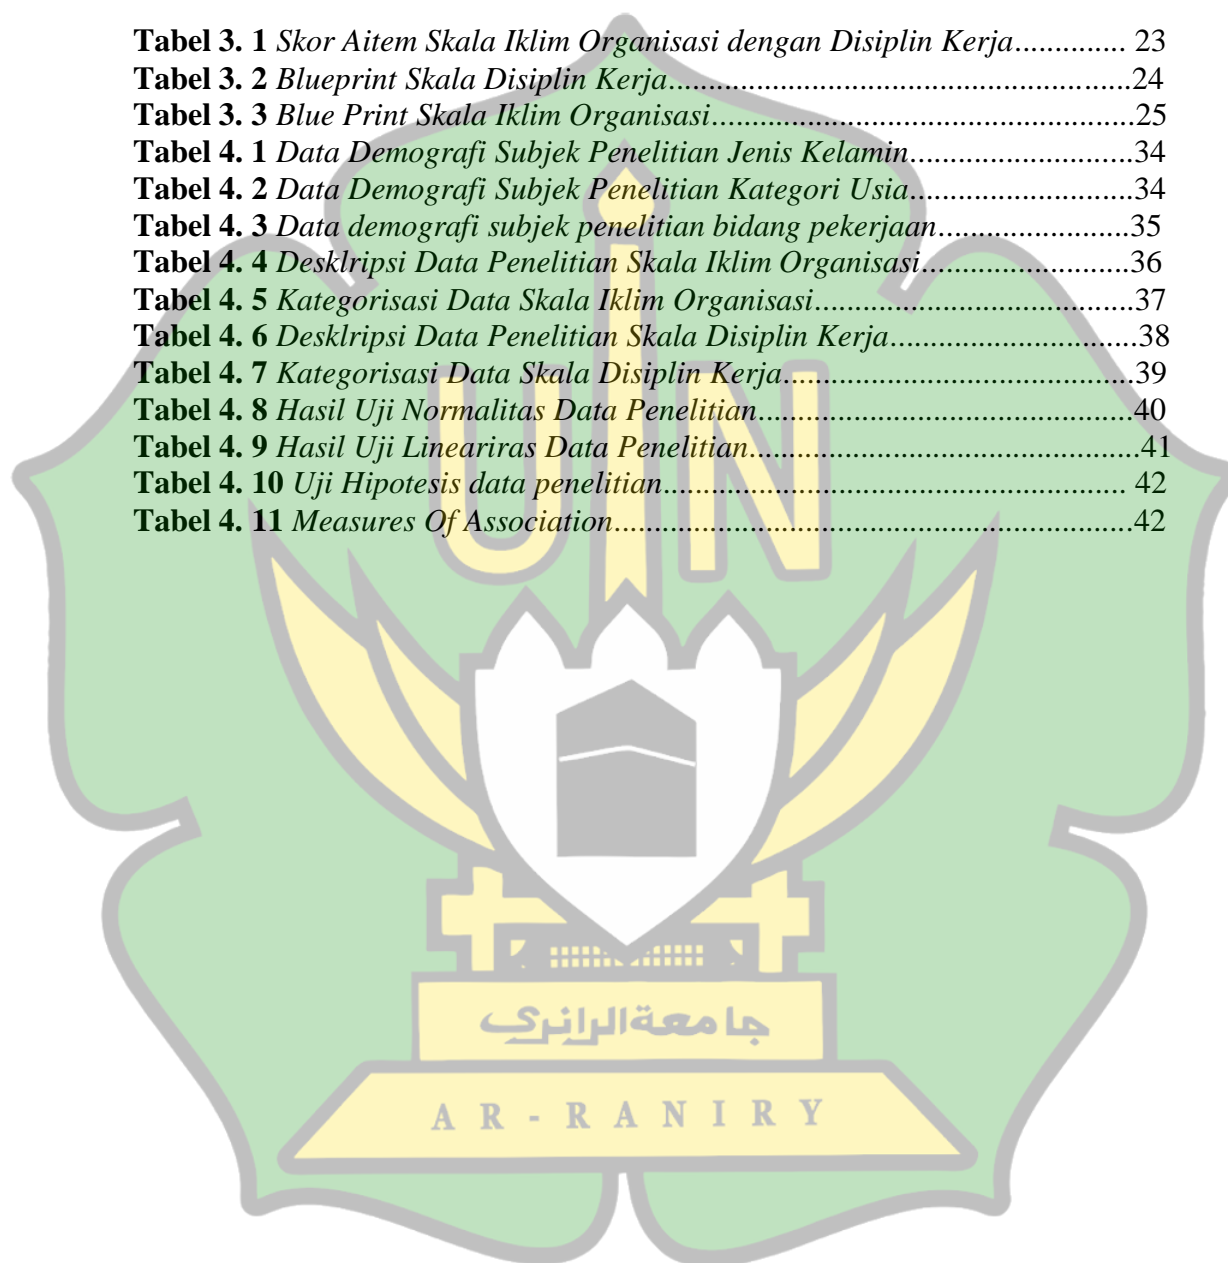 Tabel 3. 1 Skor Aitem Skala Iklim Organisasi dengan Disiplin Kerja.............. 23
Tabel 3. 2 Blueprint Skala Disiplin Kerja..........................................................24
Tabel 3. 3 Blue Print Skala Iklim Organisasi.....................................................25
Tabel 4. 1 Data Demografi Subjek Penelitian Jenis Kelamin............................34
Tabel 4. 2 Data Demografi Subjek Penelitian Kategori Usia............................34
Tabel 4. 3 Data demografi subjek penelitian bidang pekerjaan........................35
Tabel 4. 4 Desklripsi Data Penelitian Skala Iklim Organisasi..........................36
Tabel 4. 5 Kategorisasi Data Skala Iklim Organisasi........................................37
Tabel 4. 6 Desklripsi Data Penelitian Skala Disiplin Kerja...............................38
Tabel 4. 7 Kategorisasi Data Skala Disiplin Kerja............................................39
Tabel 4. 8 Hasil Uji Normalitas Data Penelitian...............................................40
Tabel 4. 9 Hasil Uji Lineariras Data Penelitian.................................................41
Tabel 4. 10 Uji Hipotesis data penelitian.......................................................... 42
Tabel 4. 11 Measures Of Association.................................................................42
UIN
جامعة الرانري
AR-RANIRY